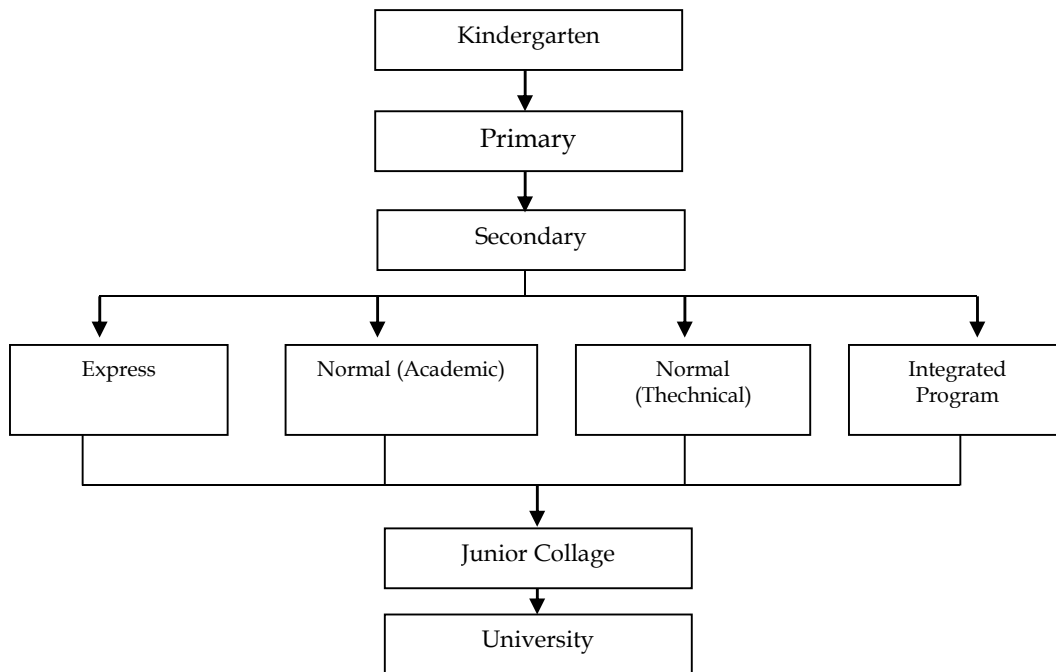 Kindergarten
Primary
Secondary
Express
Normal (Academic)
Normal
(Thechnical)
Integrated
Program
Junior Collage
University